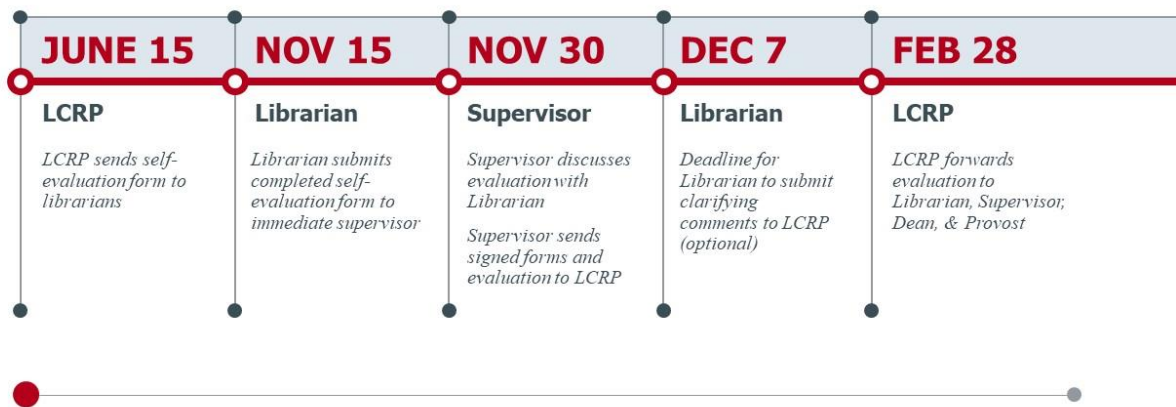 JUNE 15
NOV 15
NOV 30
DEC 7
FEB 28
LCRP
LCRP sends self-
evaluation form to
librarians
Librarian
Librarian submits
completed self-
evaluation form to
immediate supervisor
Supervisor
Supervisor discusses
evaluation with
Librarian
Supervisor sends
signed forms and
evaluation to LCRP
Librarian
Deadline for
Librarian to submit
clarifying
comments to LCRP
(optional)
LCRP
LCRP forwards
evaluation to
Librarian, Supervisor,
Dean, & Provost